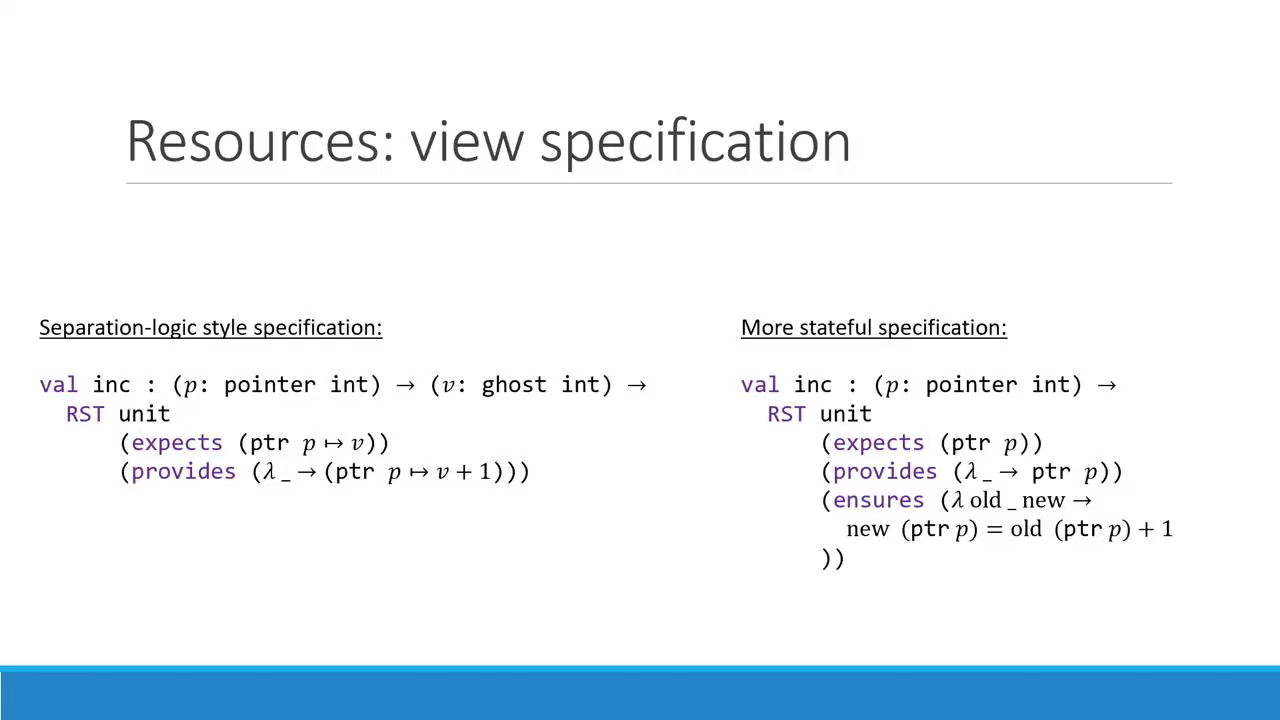 Resources: view specification
Separation-logic style specification:
val inc : (𝑝: pointer int) → (𝑣: ghost int) →
RST unit
(expects (ptr 𝑝 ↦ 𝑣))
(provides (𝜆 _ → (ptr 𝑝 ↦ 𝑣 + 1)))
More stateful specification:
val inc : (𝑝: pointer int) →
RST unit
(expects (ptr 𝑝))
(provides (𝜆 _ → ptr 𝑝))
(ensures (𝜆 old _ new →
new (ptr 𝑝) = old (ptr 𝑝) + 1
))